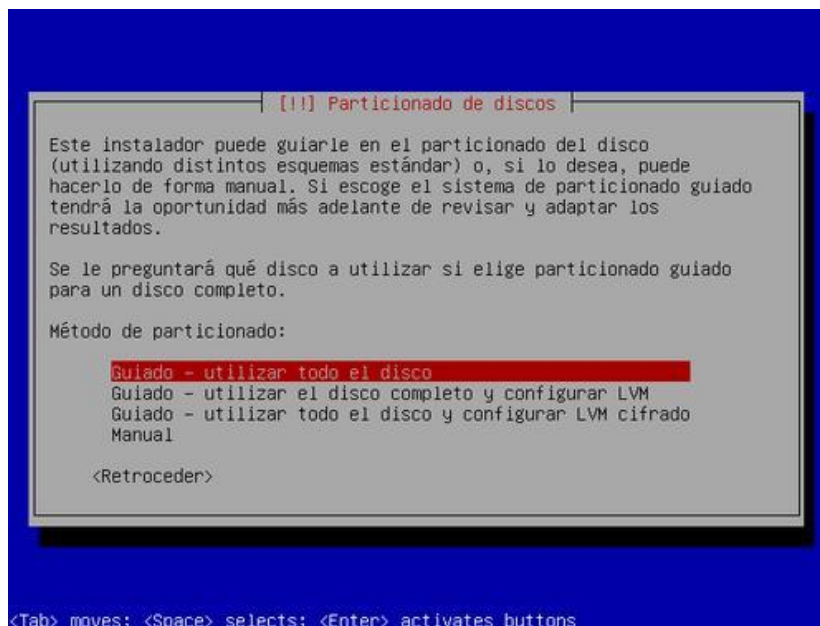 [!!] Particionado de discos
Este instalador puede guiarle en el particionado del disco
(utilizando distintos esquemas estándar) o, si lo desea, puede
hacerlo de forma manual. Si escoge el sistema de particionado guiado
tendrá la oportunidad más adelante de revisar y adaptar los
resultados.
Se le preguntará qué disco a utilizar si elige particionado guiado
para un disco completo.
Método de particionado:
Guiado - utilizar todo el disco
Guiado - utilizar el disco completo y configurar LVM
Guiado - utilizar todo el disco y configurar LVM cifrado
Manual
<Retroceder>
<Tab> moves; <Space> selects; <Enter> activates buttons